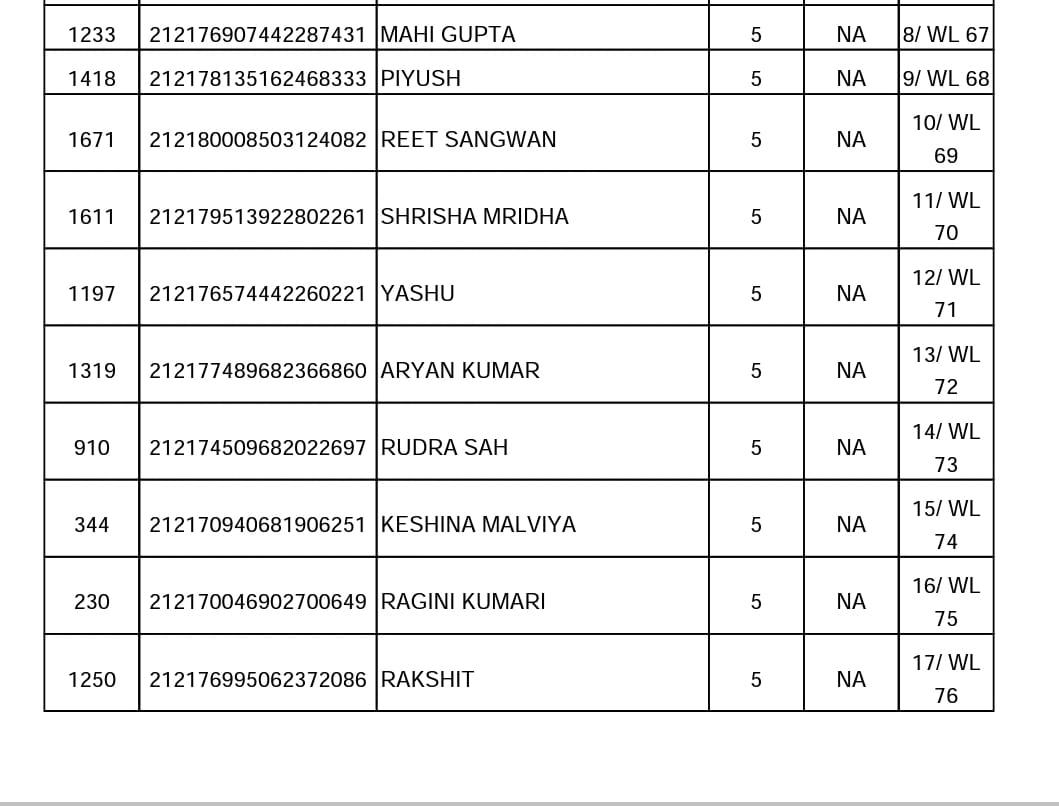 1233 212176907442287431 MAHI GUPTA 5 NA 8/ WL 67
1418 212178135162468333 PIYUSH 5 NA 9/ WL 68
1671 212180008503124082 REET SANGWAN 5 NA 10/ WL
69
1611 212179513922802261 SHRISHA MRIDHA 5 NA 11/ WL
70
1197 212176574442260221 YASHU 5 NA 12/ WL
71
1319 212177489682366860 ARYAN KUMAR 5 NA 13/ WL
72
910 212174509682022697 RUDRA SAH 5 NA 14/ WL
73
344 212170940681906251 KESHINA MALVIYA 5 NA 15/ WL
74
230 212170046902700649 RAGINI KUMARI 5 NA 16/ WL
75
1250 212176995062372086 RAKSHIT 5 NA 17/ WL
76